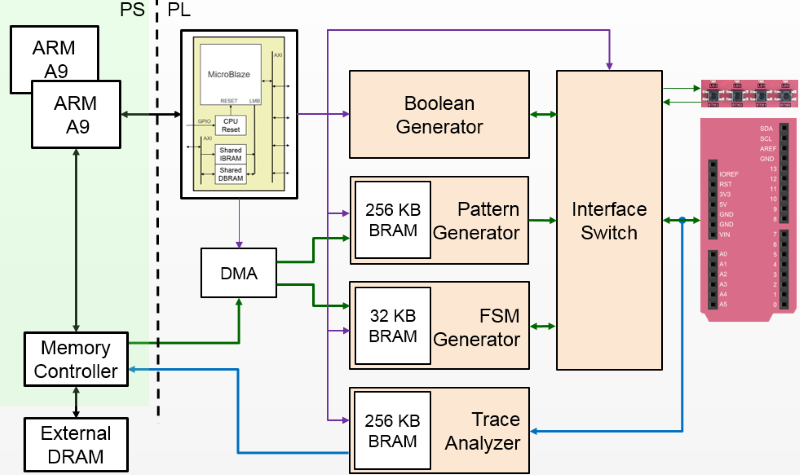 PS
PL
ARM
A9
ARM
A9
MicroBlaze
AXI
RESET
LMB
GPIO
CPU
Reset
AXI
Shared
IBRAM
Shared
DBRAM
Boolean
Generator
256 KB
BRAM
Pattern
Generator
Interface
Switch
DMA
32 KB
BRAM
FSM
Generator
Memory
Controller
256 KB
BRAM
Trace
Analyzer
External
DRAM
SDA
SCL
AREF
GND
13
12
11
10
9
8
IOREF
RST
3V3
5V
GND
GND
VIN
7
6
5
4
3
2
1
0
A0
A1
A2
A3
A4
A5